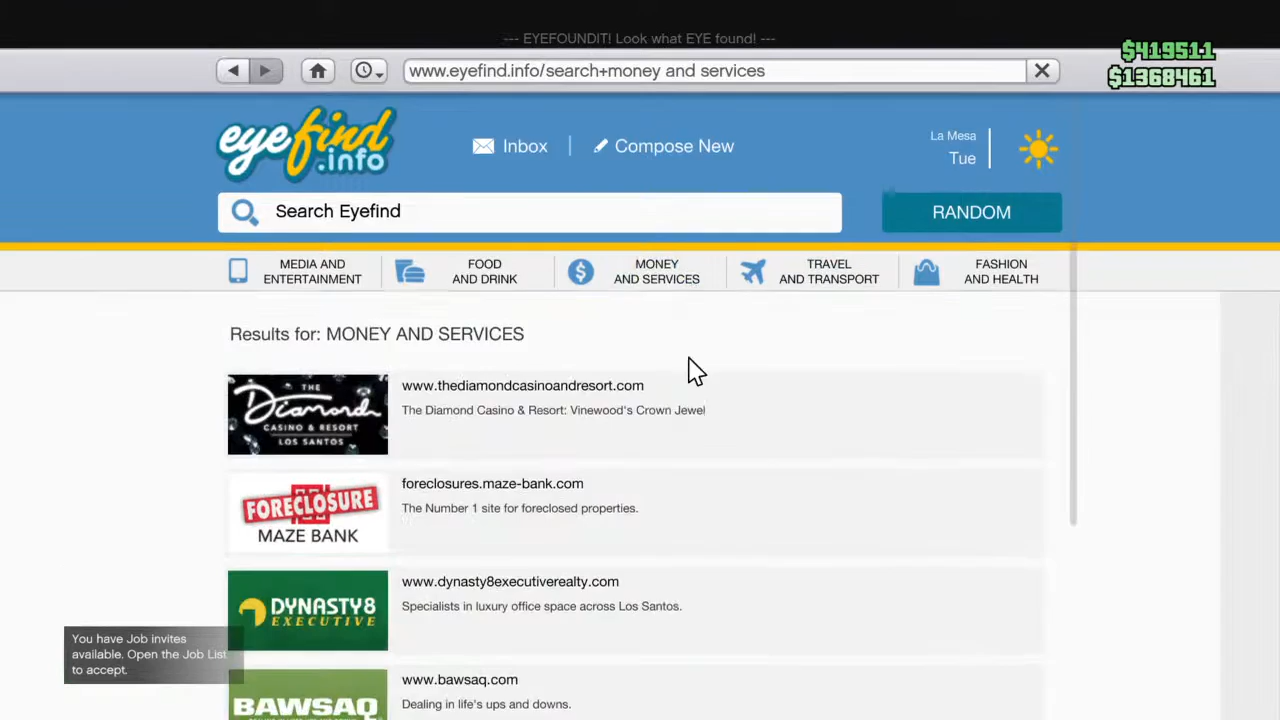 --- EYEFOUNDIT! Look what EYE found! ---
$419511
www.eyefind.info/search+money and services
$1368461
eyefind
.info
Inbox
Compose New
La Mesa
Tue
Search Eyefind
RANDOM
MEDIA AND
ENTERTAINMENT
FOOD
AND DRINK
MONEY
AND SERVICES
TRAVEL
AND TRANSPORT
FASHION
AND HEALTH
Results for: MONEY AND SERVICES
THE
Diamond
CASINO & RESORT
LOS SANTOS
www.thediamondcasinoandresort.com
The Diamond Casino & Resort: Vinewood's Crown Jewel
FORECLOSURE
MAZE BANK
foreclosures.maze-bank.com
The Number 1 site for foreclosed properties.
DYNASTY8
EXECUTIVE
www.dynasty8executiverealty.com
Specialists in luxury office space across Los Santos.
You have Job invites
available. Open the Job List
to accept.
BAWSAQ
www.bawsaq.com
Dealing in life's ups and downs.